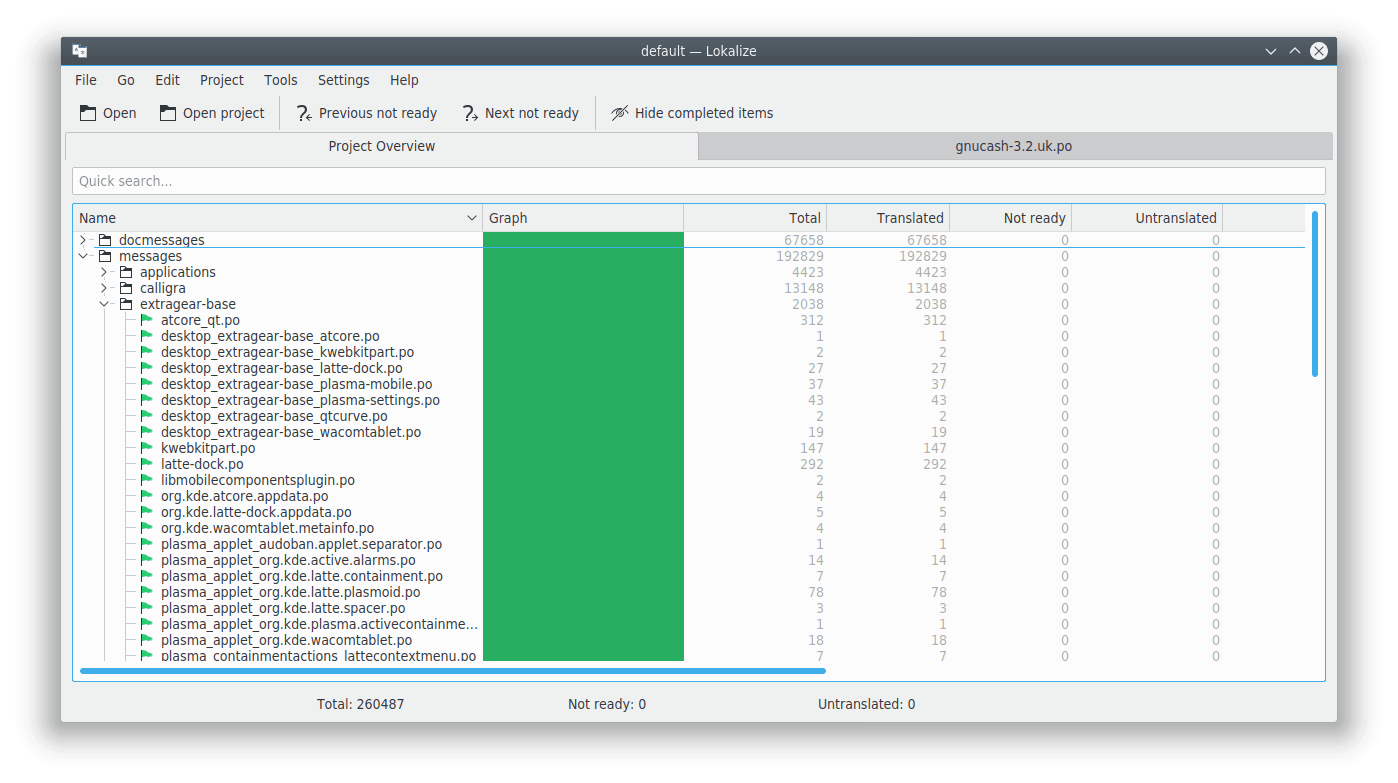 default — Lokalize
File Go Edit Project Tools Settings Help
Open Open project Previous not ready Next not ready Hide completed items
Project Overview gnucash-3.2.uk.po
Quick search...
Name Graph Total Translated Not ready Untranslated
docmessages 67658 67658 0 0
messages 192829 192829 0 0
applications 4423 4423 0 0
calligra 13148 13148 0 0
extragear-base 2038 2038 0 0
atcore_qt.po 312 312 0 0
desktop_extragear-base_atcore.po 1 1 0 0
desktop_extragear-base_kwebkitpart.po 2 2 0 0
desktop_extragear-base_latte-dock.po 27 27 0 0
desktop_extragear-base_plasma-mobile.po 37 37 0 0
desktop_extragear-base_plasma-settings.po 43 43 0 0
desktop_extragear-base_qtcurve.po 2 2 0 0
desktop_extragear-base_wacomtablet.po 19 19 0 0
kwebkitpart.po 147 147 0 0
latte-dock.po 292 292 0 0
libmobilecomponentsplugin.po 2 2 0 0
org.kde.atcore.appdata.po 4 4 0 0
org.kde.latte-dock.appdata.po 5 5 0 0
org.kde.wacomtablet.metainfo.po 4 4 0 0
plasma_applet_audoban.applet.separator.po 1 1 0 0
plasma_applet_org.kde.active.alarms.po 14 14 0 0
plasma_applet_org.kde.latte.containment.po 7 7 0 0
plasma_applet_org.kde.latte.plasmoid.po 78 78 0 0
plasma_applet_org.kde.latte.spacer.po 3 3 0 0
plasma_applet_org.kde.plasma.activecontainme... 1 1 0 0
plasma_applet_org.kde.wacomtablet.po 18 18 0 0
plasma_containmentactions_lattecontextmenu.po 7 7 0 0
Total: 260487 Not ready: 0 Untranslated: 0